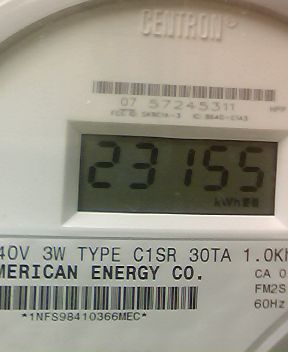 CENTRON
07 57245311
23155
kWh
40V 3W TYPE C1SR 30TA 1.0Kh
MERICAN ENERGY CO.
CA 0
FM2S
60Hz
*1NFS98410366MEC*